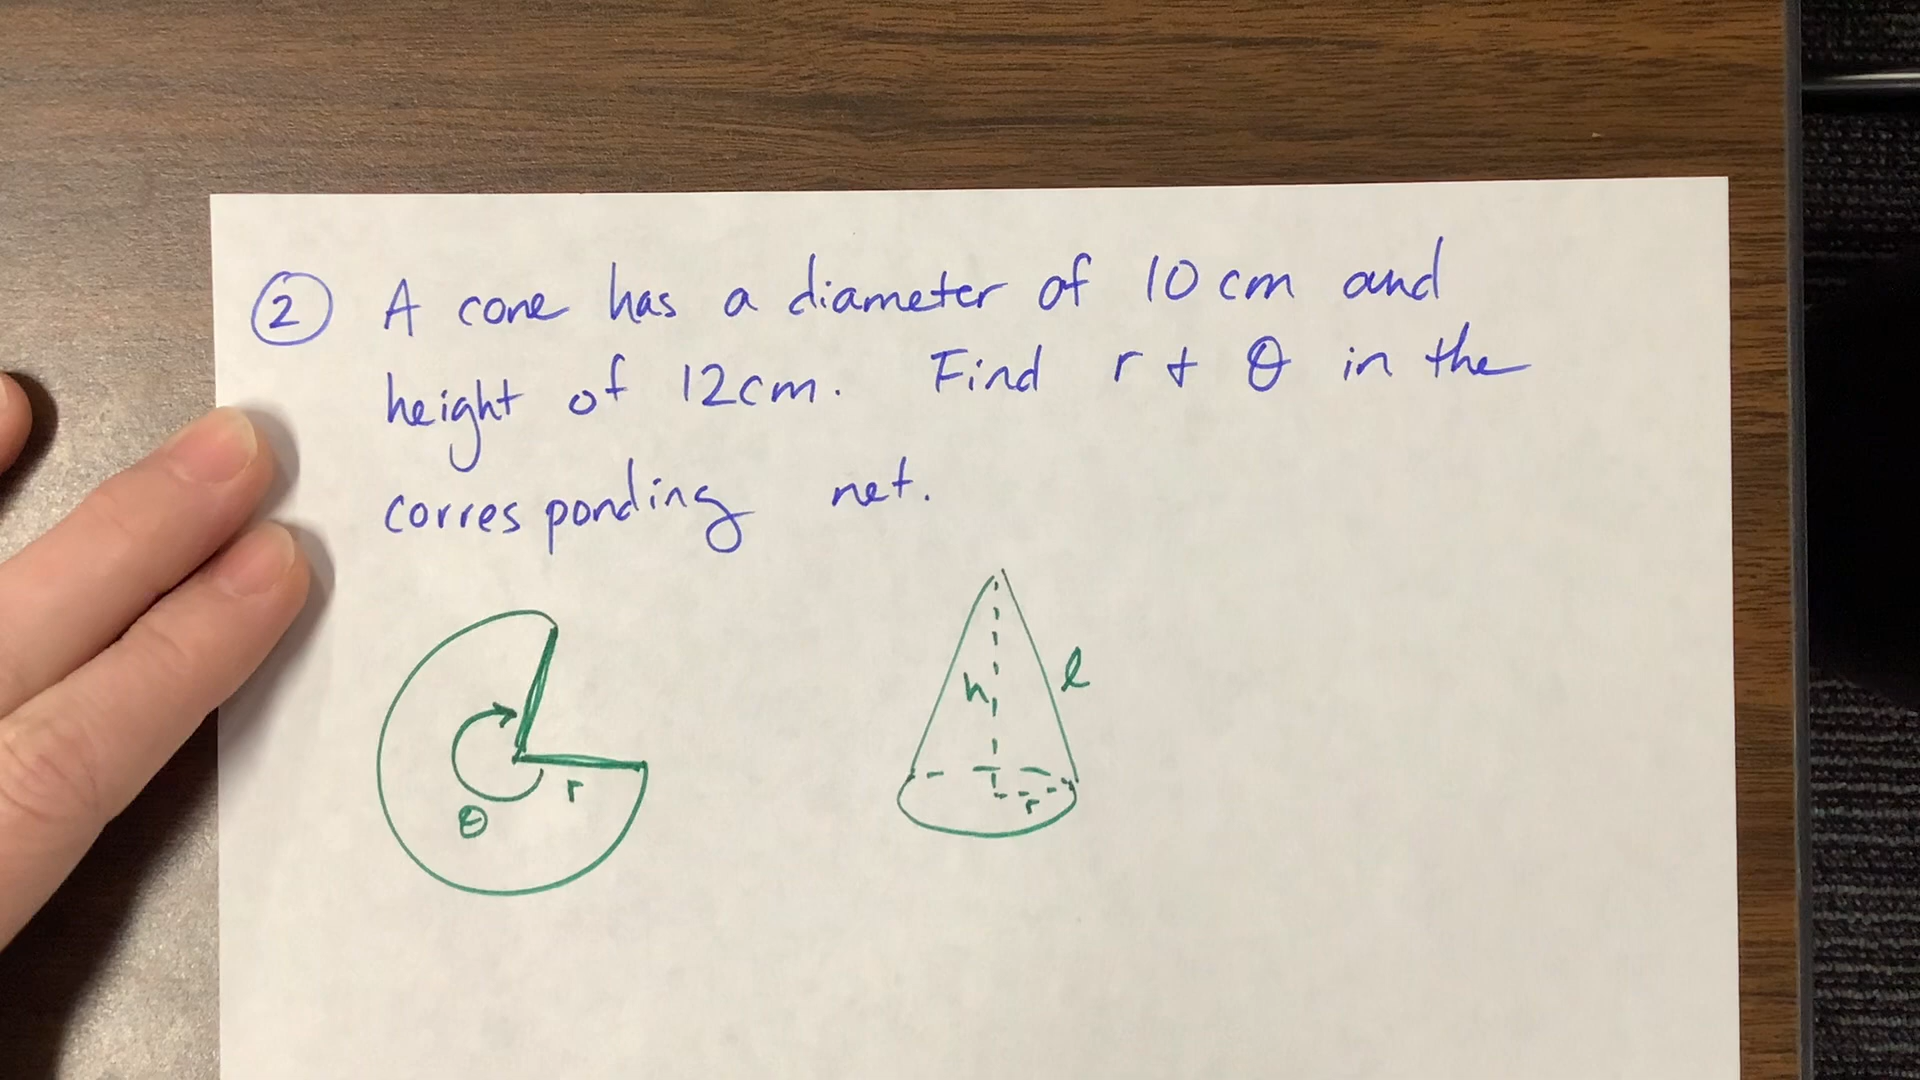 ② A cone has a diameter of 10 cm and
height of 12cm. Find r + θ in the
corresponding net.
h
l
r
r
θ